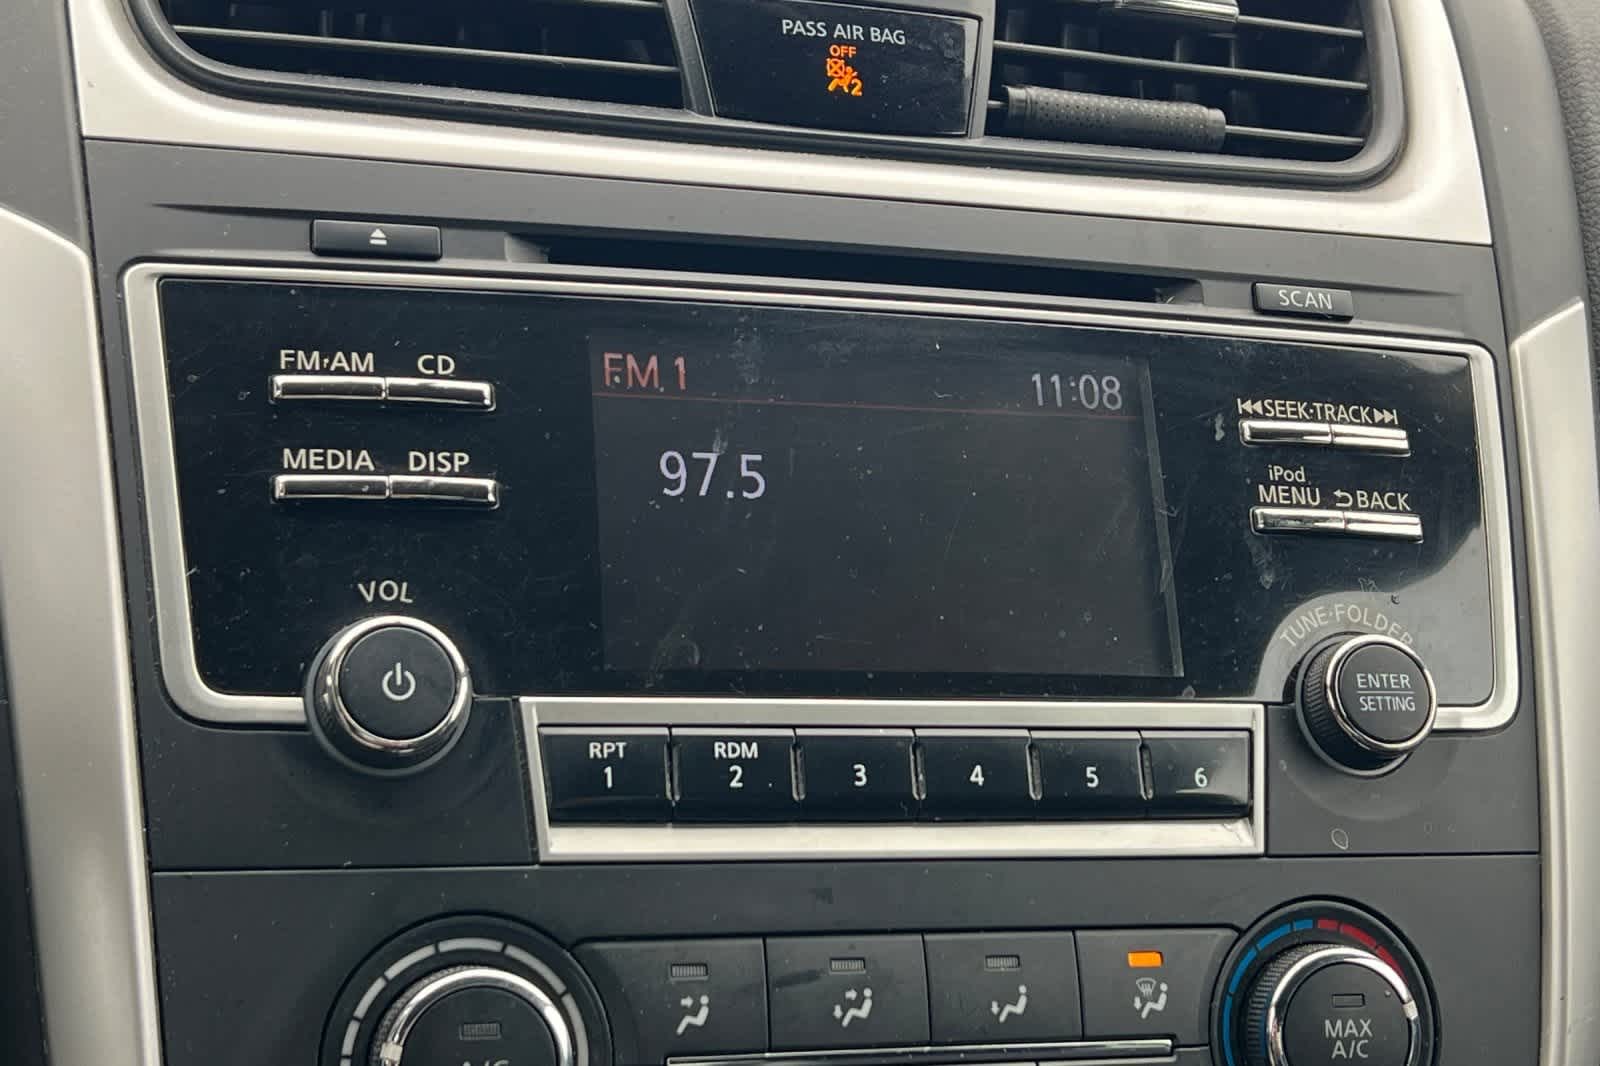 PASS AIR BAG
OFF
2
SCAN
FM·AM CD
MEDIA DISP
VOL
FM 1
11:08
97.5
SEEK·TRACK
iPod
MENU BACK
TUNE·FOLDER
ENTER
SETTING
RPT
1
RDM
2
3
4
5
6
A/C
MAX
A/C